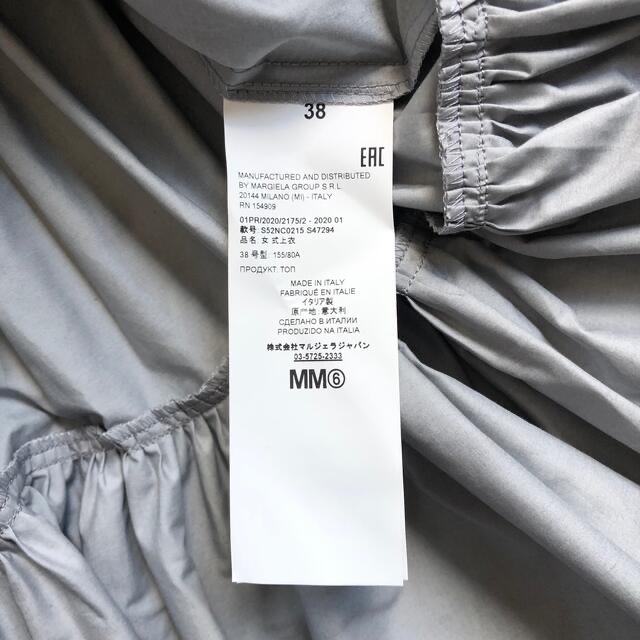 38
EAC
MANUFACTURED AND DISTRIBUTED
BY MARGIELA GROUP S.R.L.
20144 MILANO (MI) - ITALY
RN 154909
01PR/2020/2175/2 - 2020 01
款号: S52NC0215 S47294
品名: 女式上衣
38 号型: 155/80A
ПРОДУКТ: ТОП
MADE IN ITALY
FABRIQUÉ EN ITALIE
イタリア製
原产地: 意大利
СДЕЛАНО В ИТАЛИИ
PRODUZIDO NA ITALIA
株式会社マルジェラジャパン
03-5725-2333
MM⑥